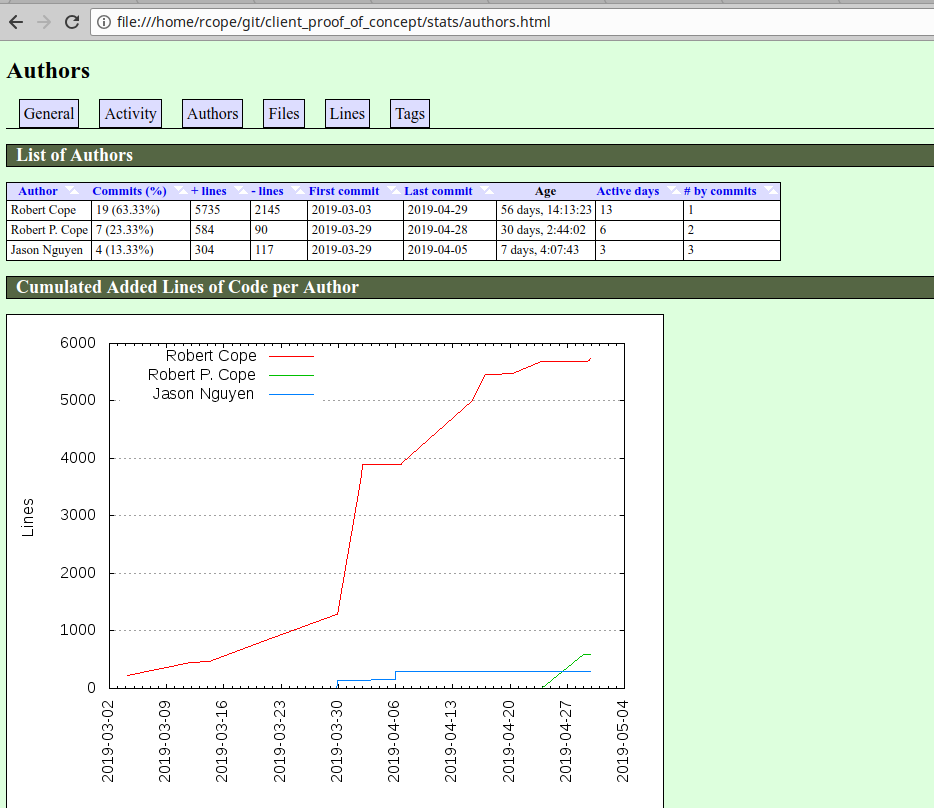 file:///home/rcope/git/client_proof_of_concept/stats/authors.html
Authors
General Activity Authors Files Lines Tags
List of Authors
Author Commits (%) + lines - lines First commit Last commit Age Active days # by commits
Robert Cope 19 (63.33%) 5735 2145 2019-03-03 2019-04-29 56 days, 14:13:23 13 1
Robert P. Cope 7 (23.33%) 584 90 2019-03-29 2019-04-28 30 days, 2:44:02 6 2
Jason Nguyen 4 (13.33%) 304 117 2019-03-29 2019-04-05 7 days, 4:07:43 3 3
Cumulated Added Lines of Code per Author
Robert Cope
Robert P. Cope
Jason Nguyen
6000
5000
4000
3000
2000
1000
0
Lines
2019-03-02
2019-03-09
2019-03-16
2019-03-23
2019-03-30
2019-04-06
2019-04-13
2019-04-20
2019-04-27
2019-05-04